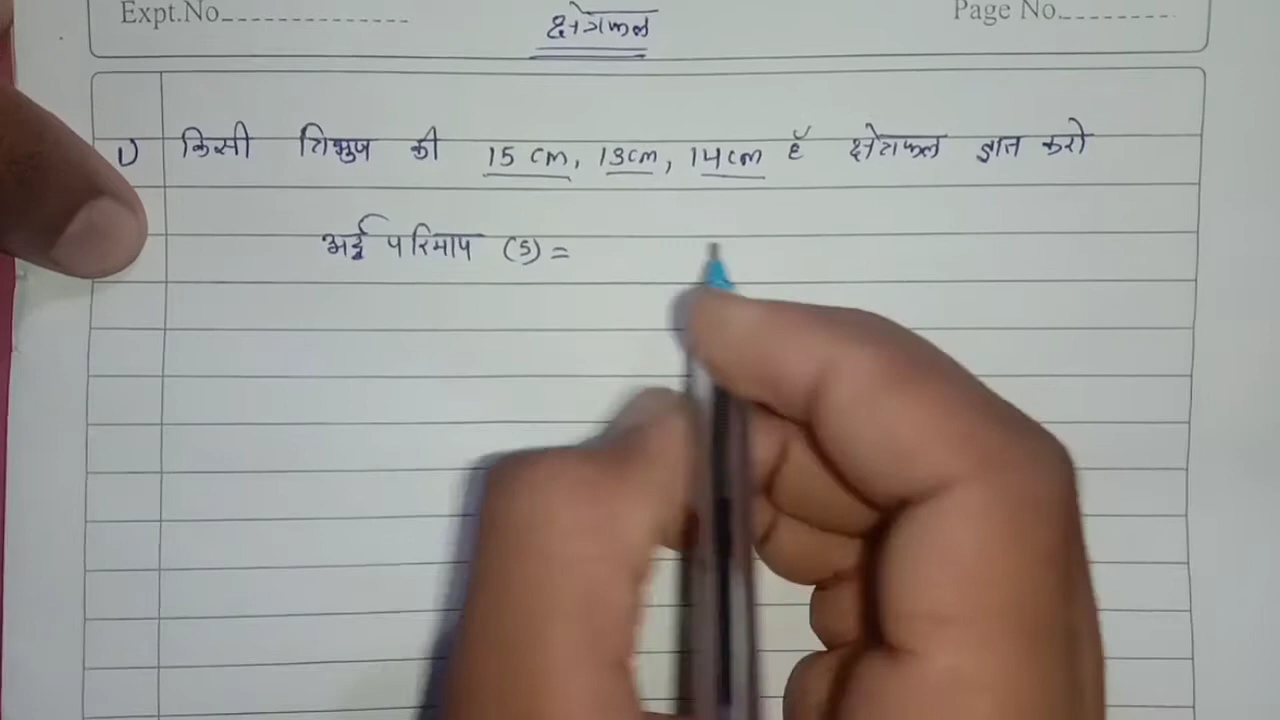 Expt.No.
Page No.
क्षेत्रफल
1) किसी त्रिभुज की 15 cm, 13cm, 14cm हैं क्षेत्रफल ज्ञात करो
अर्द्ध परिमाप (s) =